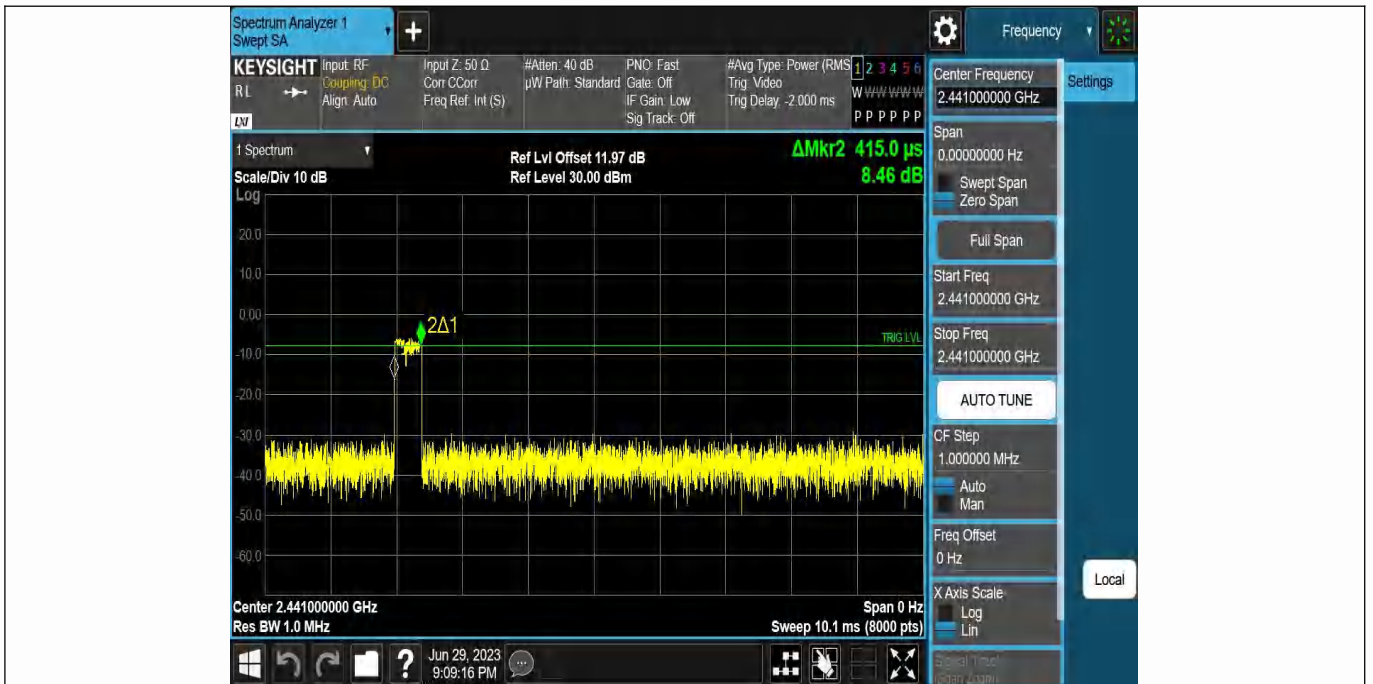 Spectrum Analyzer 1
Swept SA
+
Frequency
KEYSIGHT
RL
LXI
Input: RF
Coupling: DC
Align: Auto
Input Z: 50 Ω
Corr CCorr
Freq Ref: Int (S)
#Atten: 40 dB
µW Path: Standard
PNO: Fast
Gate: Off
IF Gain: Low
Sig Track: Off
#Avg Type: Power (RMS
Trig: Video
Trig Delay: -2.000 ms
1 2 3 4 5 6
W W W W W W
P P P P P P
1 Spectrum
Scale/Div 10 dB
Log
Ref Lvl Offset 11.97 dB
Ref Level 30.00 dBm
ΔMkr2 415.0 µs
8.46 dB
20.0
10.0
0.00
-10.0
-20.0
-30.0
-40.0
-50.0
-60.0
2Δ1
TRIG LVL
Center 2.441000000 GHz
Res BW 1.0 MHz
Span 0 Hz
Sweep 10.1 ms (8000 pts)
Center Frequency
2.441000000 GHz
Settings
Span
0.00000000 Hz
Swept Span
Zero Span
Full Span
Start Freq
2.441000000 GHz
Stop Freq
2.441000000 GHz
AUTO TUNE
CF Step
1.000000 MHz
Auto
Man
Freq Offset
0 Hz
X Axis Scale
Log
Lin
Signal Track
(Span Zoom)
Local
?
Jun 29, 2023
9:09:16 PM